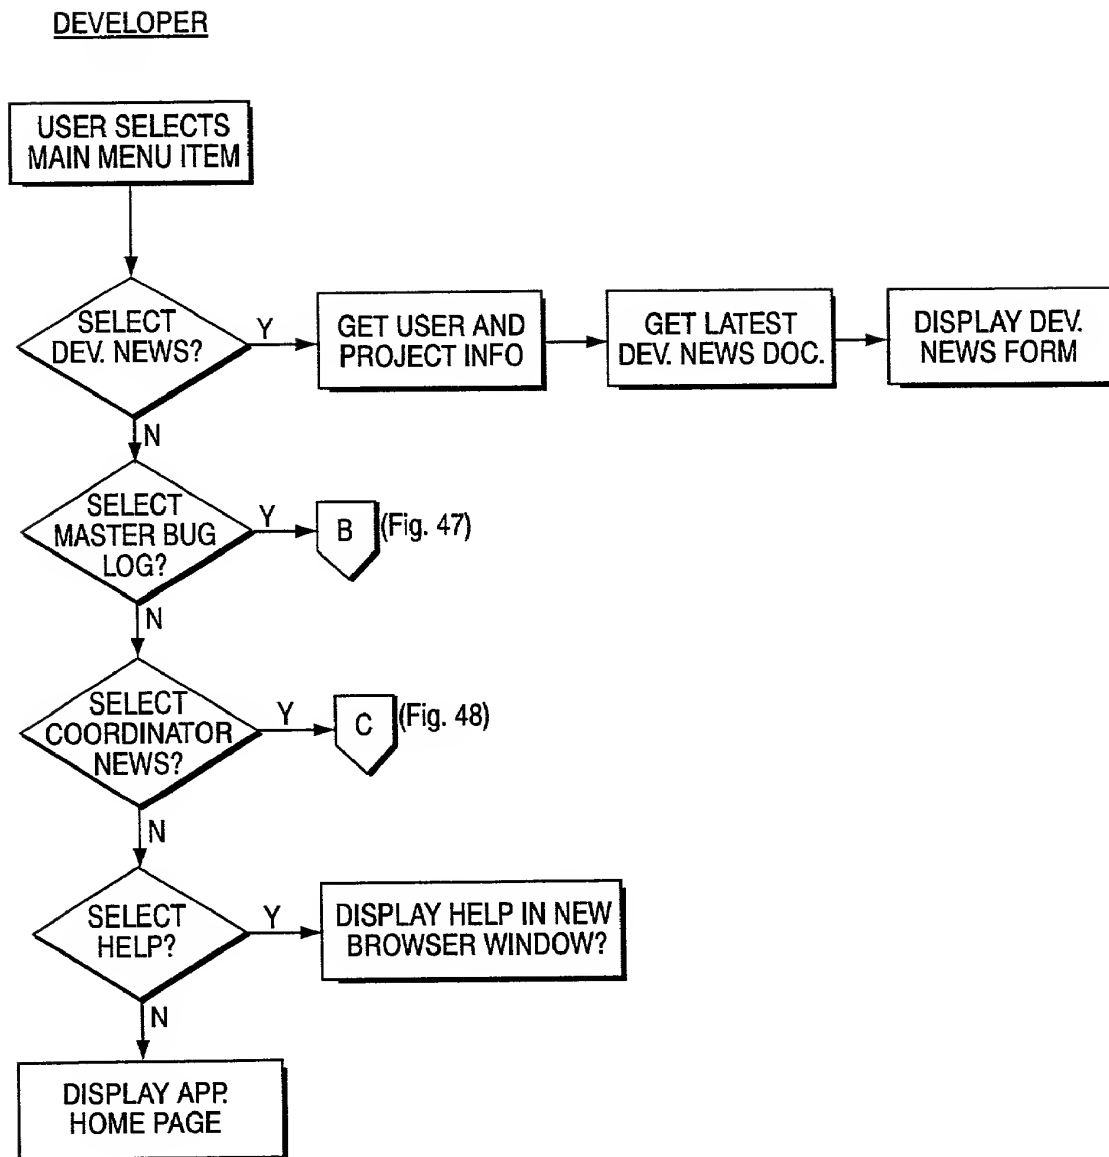 DEVELOPER
USER SELECTS
MAIN MENU ITEM
SELECT
DEV. NEWS?
Y
GET USER AND
PROJECT INFO
GET LATEST
DEV. NEWS DOC.
DISPLAY DEV.
NEWS FORM
N
SELECT
MASTER BUG
LOG?
Y
B
(Fig. 47)
N
SELECT
COORDINATOR
NEWS?
Y
C
(Fig. 48)
N
SELECT
HELP?
Y
DISPLAY HELP IN NEW
BROWSER WINDOW?
N
DISPLAY APP.
HOME PAGE